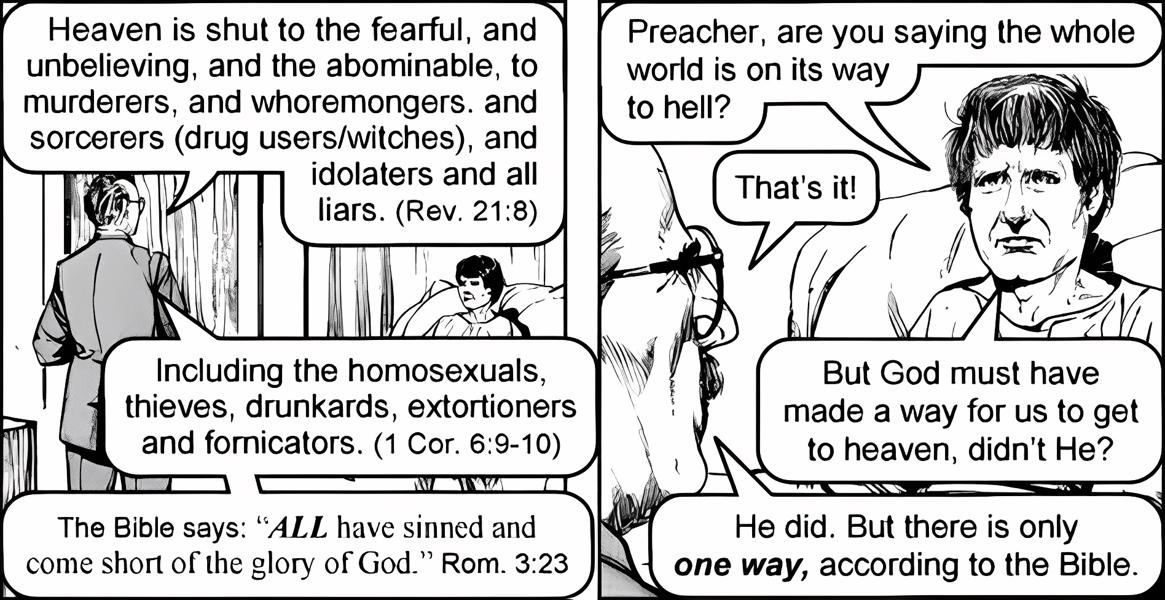 Heaven is shut to the fearful, and
unbelieving, and the abominable, to
murderers, and whoremongers. and
sorcerers (drug users/witches), and
idolaters and all
liars. (Rev. 21:8)
Including the homosexuals,
thieves, drunkards, extortioners
and fornicators. (1 Cor. 6:9-10)
The Bible says: “ALL have sinned and
come short of the glory of God.” Rom. 3:23
Preacher, are you saying the whole
world is on its way
to hell?
That’s it!
But God must have
made a way for us to get
to heaven, didn’t He?
He did. But there is only
one way, according to the Bible.